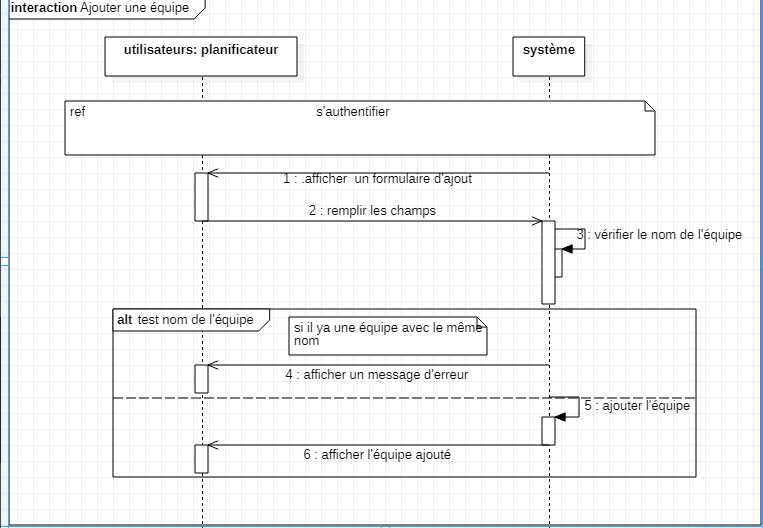 interaction Ajouter une équipe
utilisateurs: planificateur
système
ref
s'authentifier
1 : .afficher un formulaire d'ajout
2 : remplir les champs
3 : vérifier le nom de l'équipe
alt test nom de l'équipe
si il ya une équipe avec le même
nom
4 : afficher un message d'erreur
5 : ajouter l'équipe
6 : afficher l'équipe ajouté